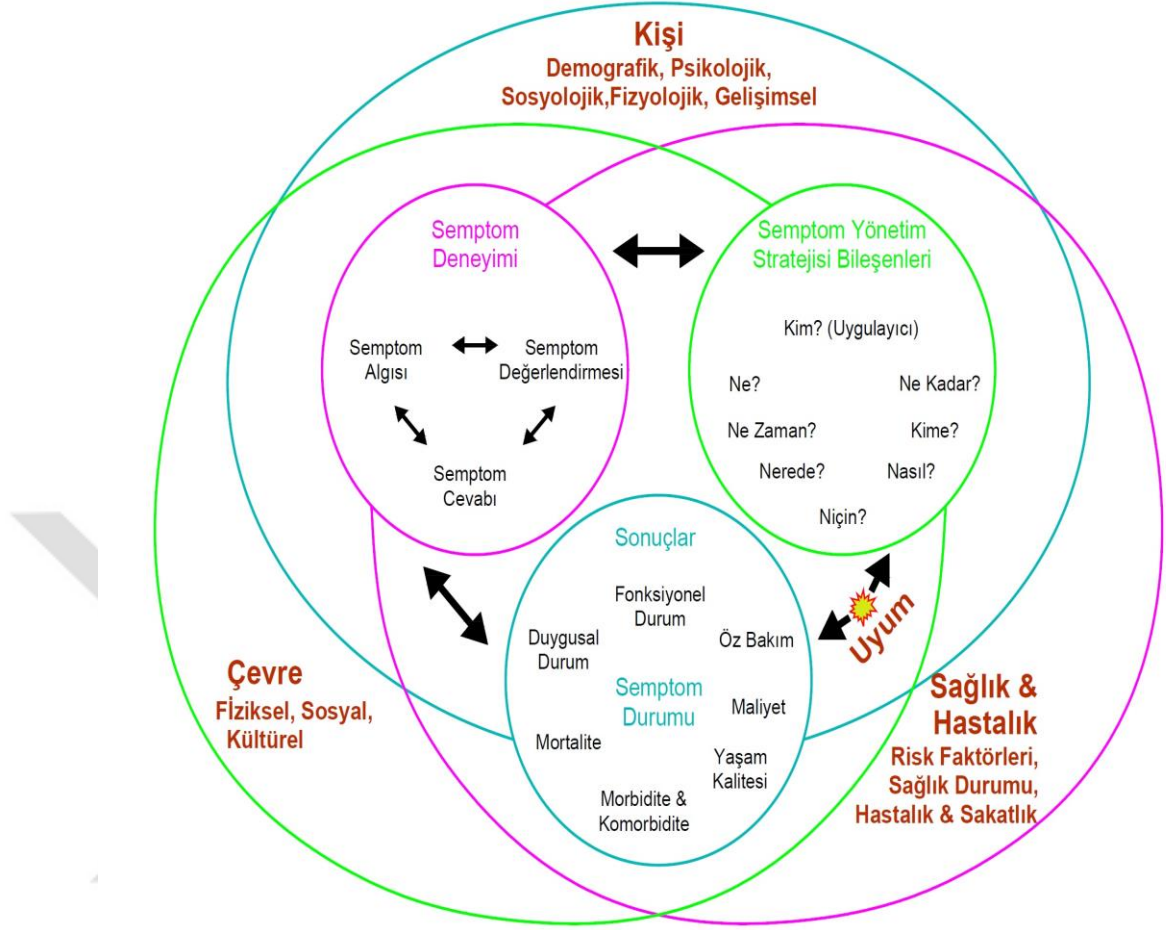 Kişi
Demografik, Psikolojik,
Sosyolojik,Fizyolojik, Gelişimsel
Semptom
Deneyimi
Semptom
Algısı
Semptom
Değerlendirmesi
Semptom
Cevabı
Semptom Yönetim
Stratejisi Bileşenleri
Kim? (Uygulayıcı)
Ne?
Ne Kadar?
Ne Zaman?
Kime?
Nerede?
Nasıl?
Niçin?
Sonuçlar
Fonksiyonel
Durum
Duygusal
Durum
Öz Bakım
Semptom
Durumu
Maliyet
Mortalite
Yaşam
Kalitesi
Morbidite &
Komorbidite
Uyum
Çevre
Fİziksel, Sosyal,
Kültürel
Sağlık &
Hastalık
Risk Faktörleri,
Sağlık Durumu,
Hastalık & Sakatlık